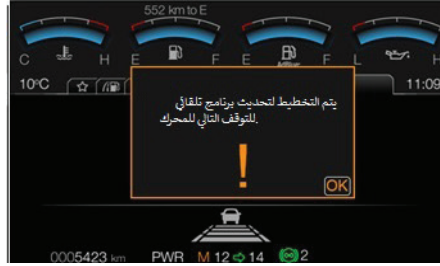 552 km to E
C H E F E F L H
10°C 11:09
يتم التخطيط لتحديث برنامج تلقائي
للتوقف التالي للمحرك.
!
OK
0005423 km PWR M 12 14 2